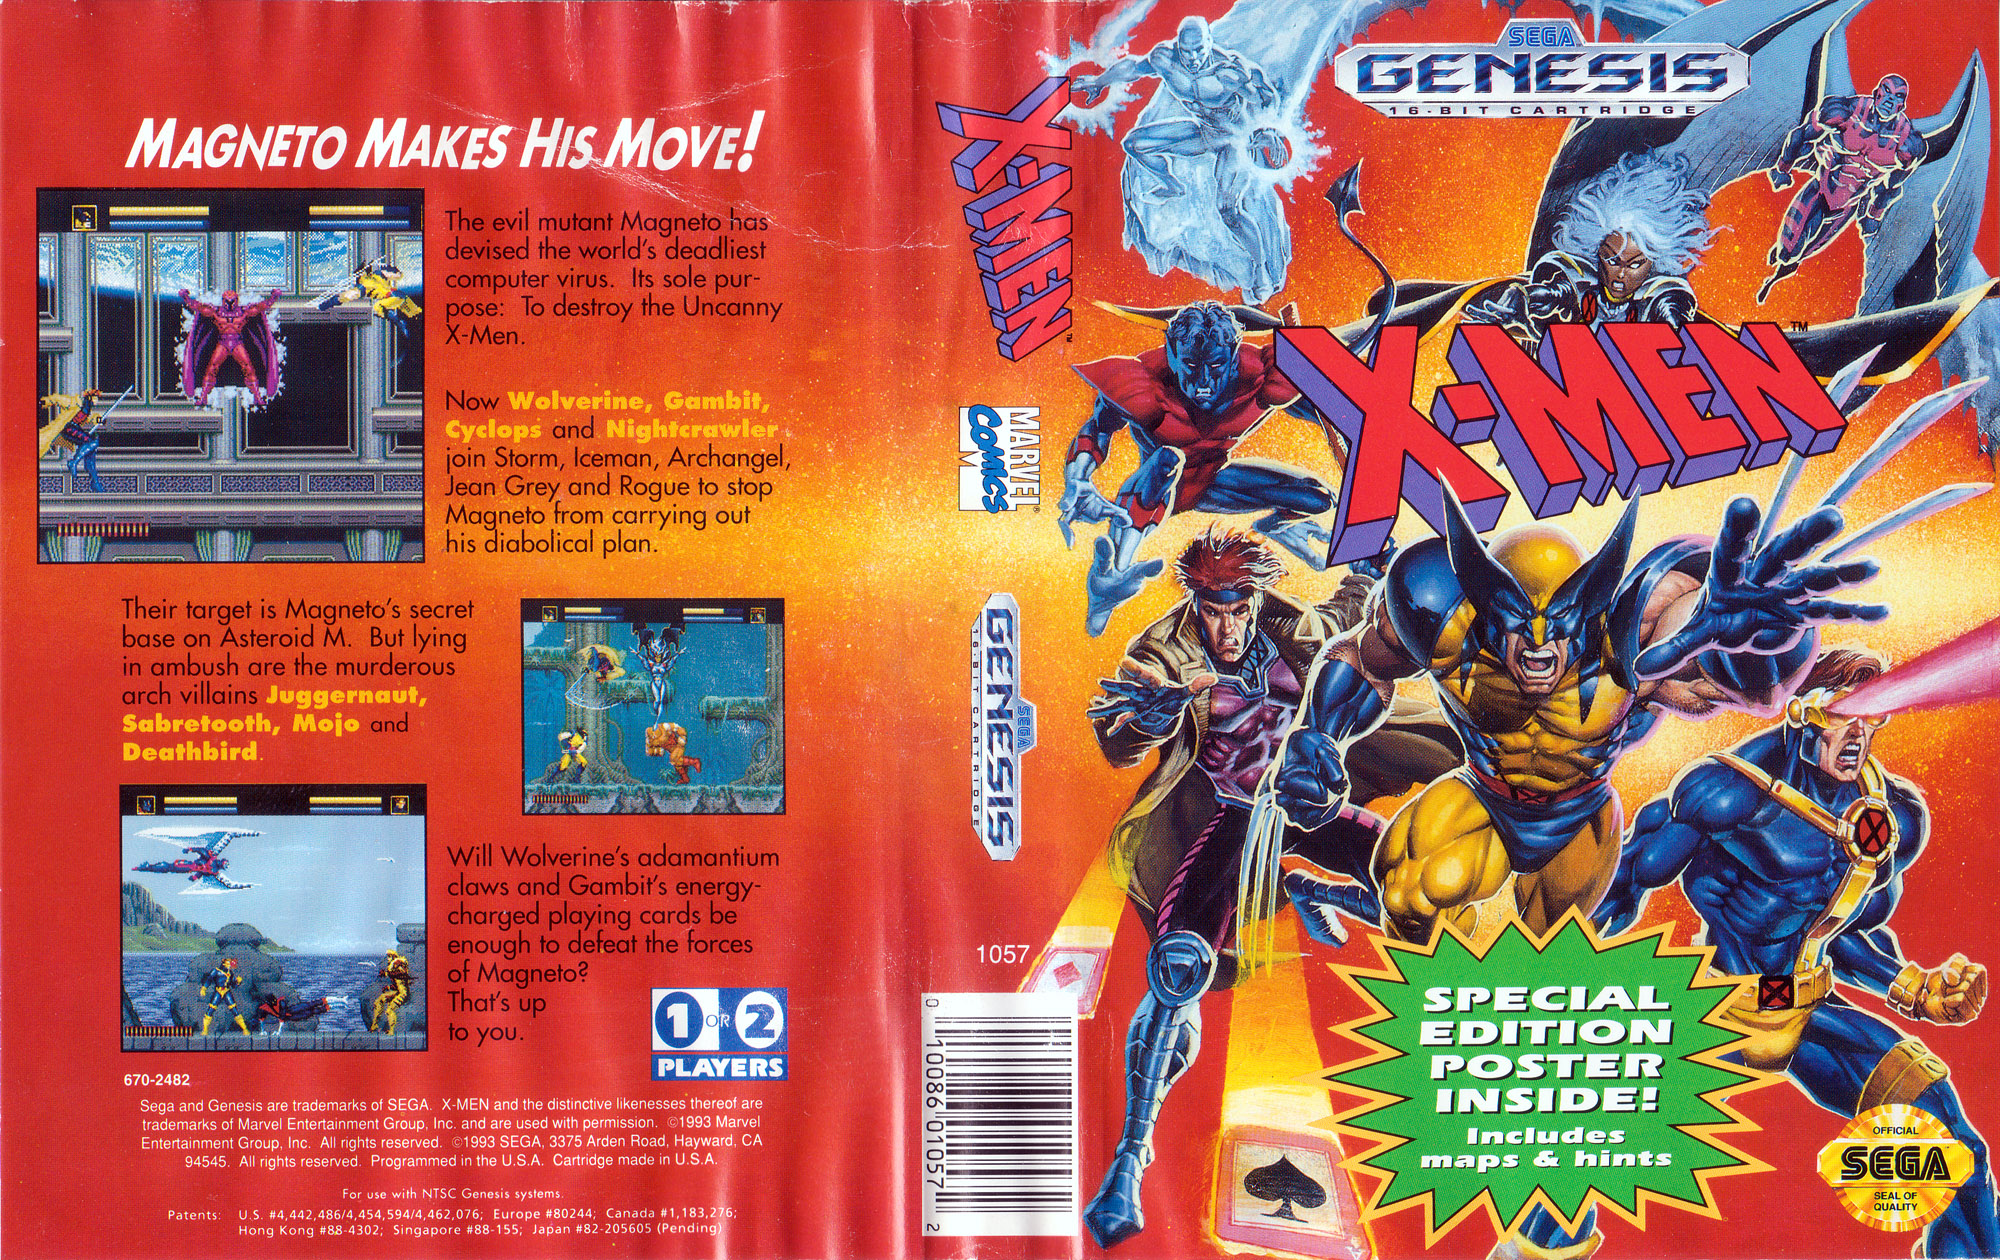 MAGNETO MAKES HIS MOVE!
The evil mutant Magneto has
devised the world's deadliest
computer virus. Its sole pur-
pose: To destroy the Uncanny
X-Men.
Now Wolverine, Gambit,
Cyclops and Nightcrawler
join Storm, Iceman, Archangel,
Jean Grey and Rogue to stop
Magneto from carrying out
his diabolical plan.
Their target is Magneto's secret
base on Asteroid M. But lying
in ambush are the murderous
arch villains Juggernaut,
Sabretooth, Mojo and
Deathbird.
Will Wolverine's adamantium
claws and Gambit's energy-
charged playing cards be
enough to defeat the forces
of Magneto?
That's up
to you.
1 OR 2
PLAYERS
670-2482
Sega and Genesis are trademarks of SEGA. X-MEN and the distinctive likenesses thereof are
trademarks of Marvel Entertainment Group, Inc. and are used with permission. ©1993 Marvel
Entertainment Group, Inc. All rights reserved. ©1993 SEGA, 3375 Arden Road, Hayward, CA
94545. All rights reserved. Programmed in the U.S.A. Cartridge made in U.S.A.
For use with NTSC Genesis systems.
Patents: U.S. #4,442,486/4,454,594/4,462,076; Europe #80244; Canada #1,183,276;
Hong Kong #88-4302; Singapore #88-155; Japan #82-205605 (Pending)
X-MEN™
MARVEL®
COMICS
M
SEGA
GENESIS
16-BIT CARTRIDGE
1057
0 10086 01057 2
SEGA
GENESIS
16-BIT CARTRIDGE
X-MEN™
SPECIAL
EDITION
POSTER
INSIDE!
Includes
maps & hints
OFFICIAL
SEGA
SEAL OF
QUALITY